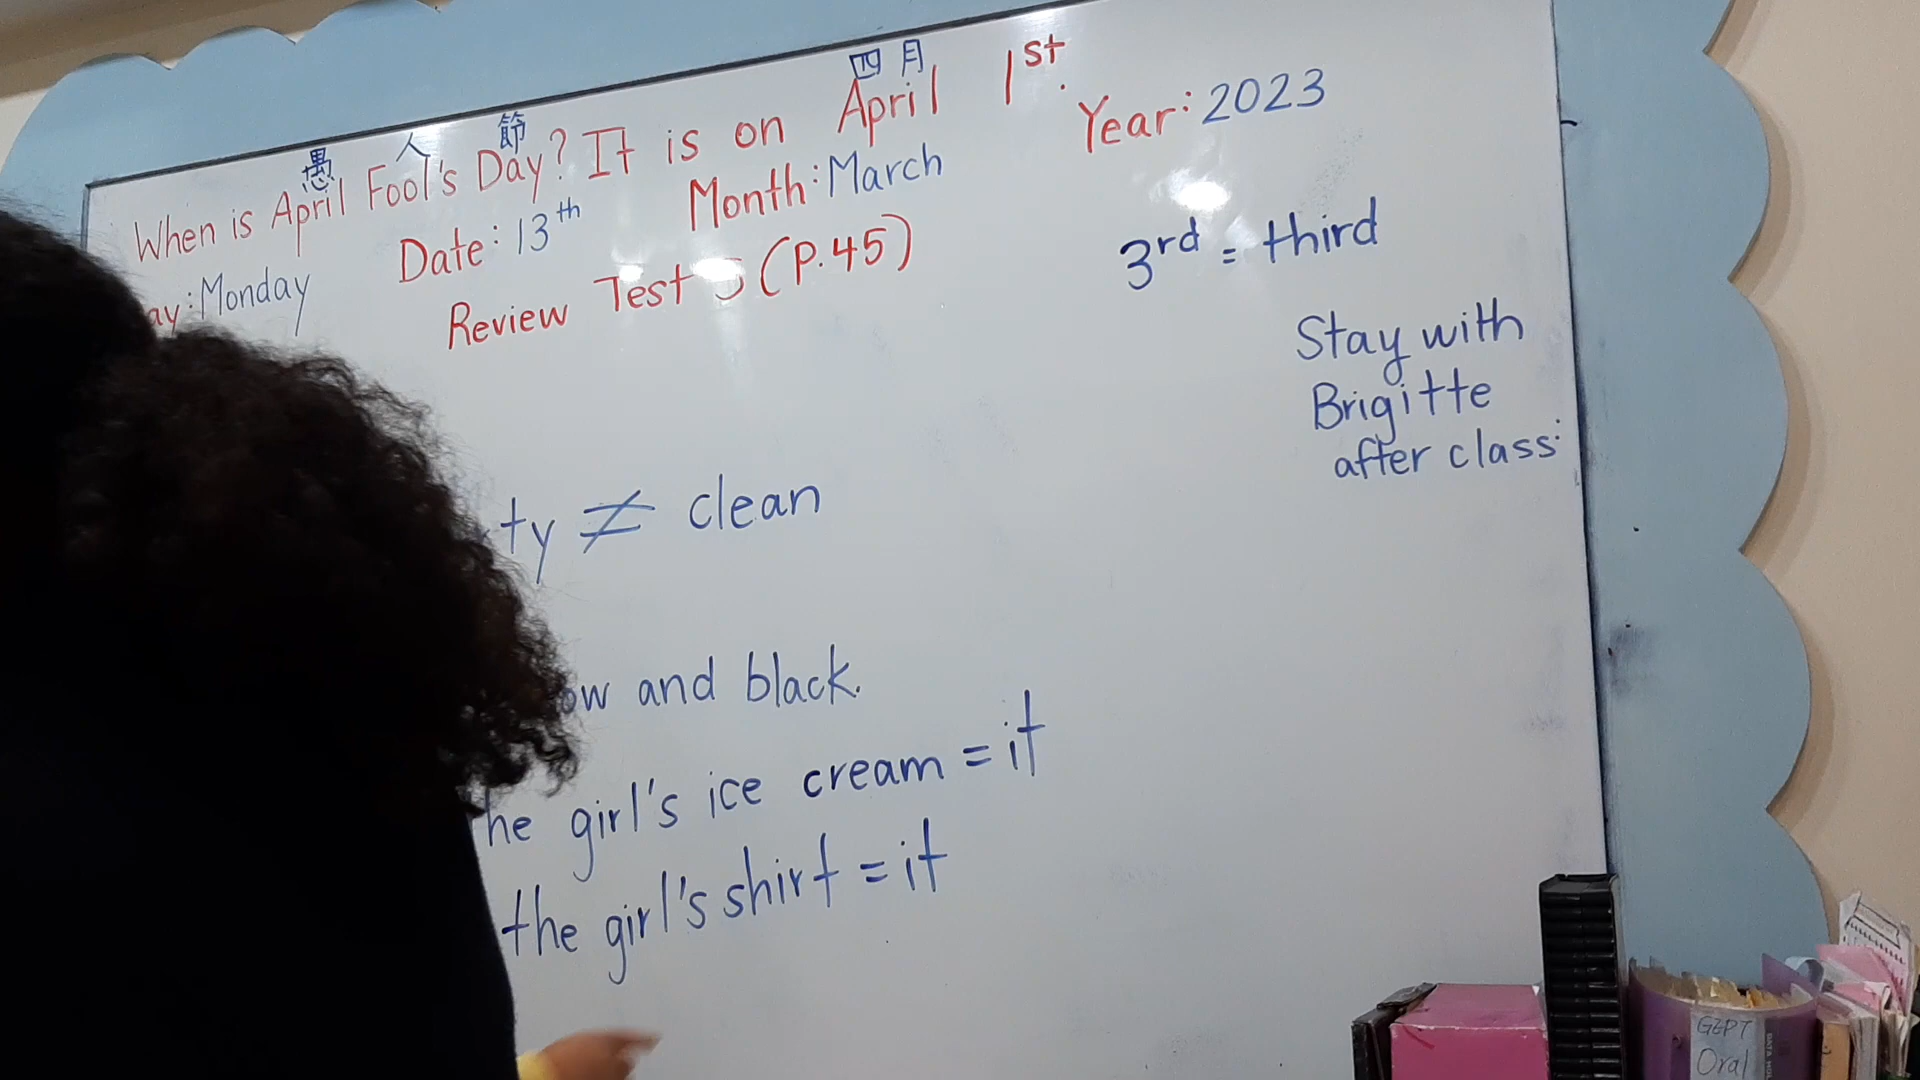 四月
愚人節
When is April Fool's Day? It is on April 1st.
Year: 2023
ay: Monday Date: 13th Month: March
Review Test (P.45)
3rd = third
Stay with
Brigitte
after class
ty ≠ clean
ow and black.
he girl's ice cream = it
the girl's shirt = it
GEPT
Oral